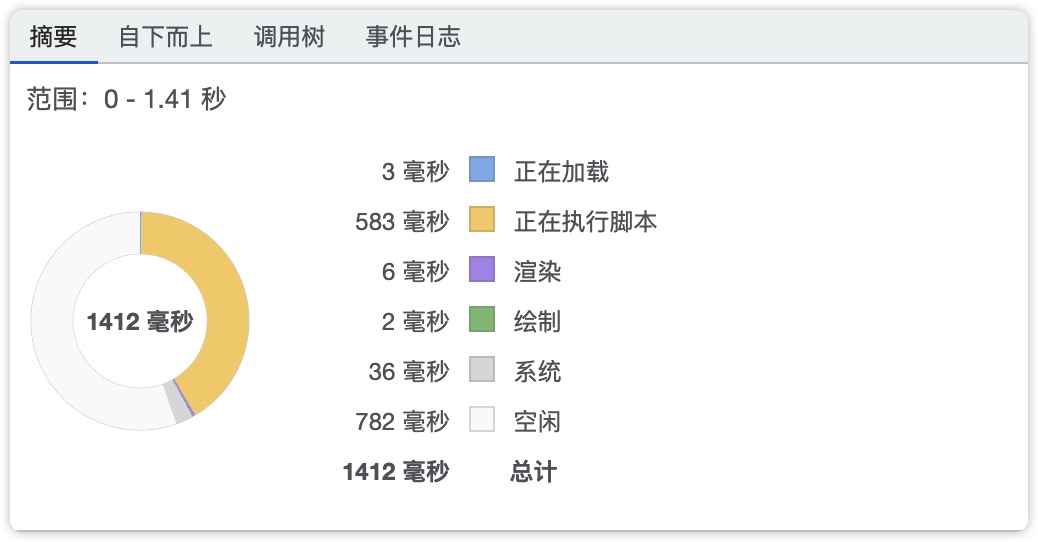 摘要 自下而上 调用树 事件日志
范围：0 - 1.41 秒
3 毫秒 正在加载
583 毫秒 正在执行脚本
6 毫秒 渲染
1412 毫秒
2 毫秒 绘制
36 毫秒 系统
782 毫秒 空闲
1412 毫秒 总计